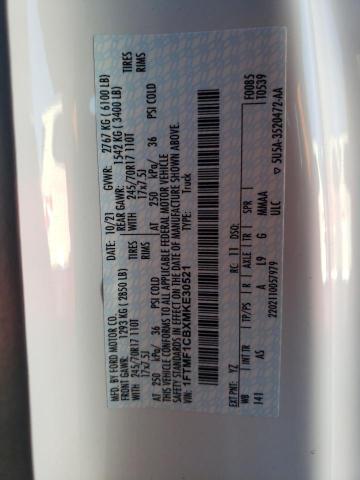 MFD. BY FORD MOTOR CO.
DATE: 10/21 GVWR: 2767 KG ( 6100 LB)
FRONT GAWR: 1293 KG ( 2850 LB) REAR GAWR: 1542 KG ( 3400 LB)
WITH 245/70R17 110T TIRES WITH 245/70R17 110T TIRES
17x7.5J RIMS 17x7.5J RIMS
AT 250 kPa/ 36 PSI COLD AT 250 kPa/ 36 PSI COLD
THIS VEHICLE CONFORMS TO ALL APPLICABLE FEDERAL MOTOR VEHICLE
SAFETY STANDARDS IN EFFECT ON THE DATE OF MANUFACTURE SHOWN ABOVE.
VIN: 1FTMF1CBXMKE30521 Truck
F0085
T0539
EXT PNT: YZ RC: 11 DSO:
WB INT TR TP/PS R AXLE TR SPR
141 AS A L9 G MMAA
2202110057979 ULC
5U5A-3520472-AA